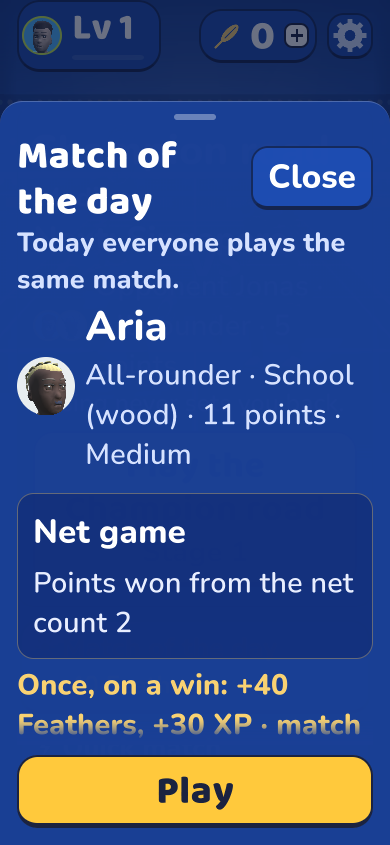 Lv 1
0
Match of
the day
Close
Today everyone plays the
same match.
Aria
All-rounder · School
(wood) · 11 points ·
Medium
Net game
Points won from the net
count 2
Once, on a win: +40
Feathers, +30 XP · match
Play